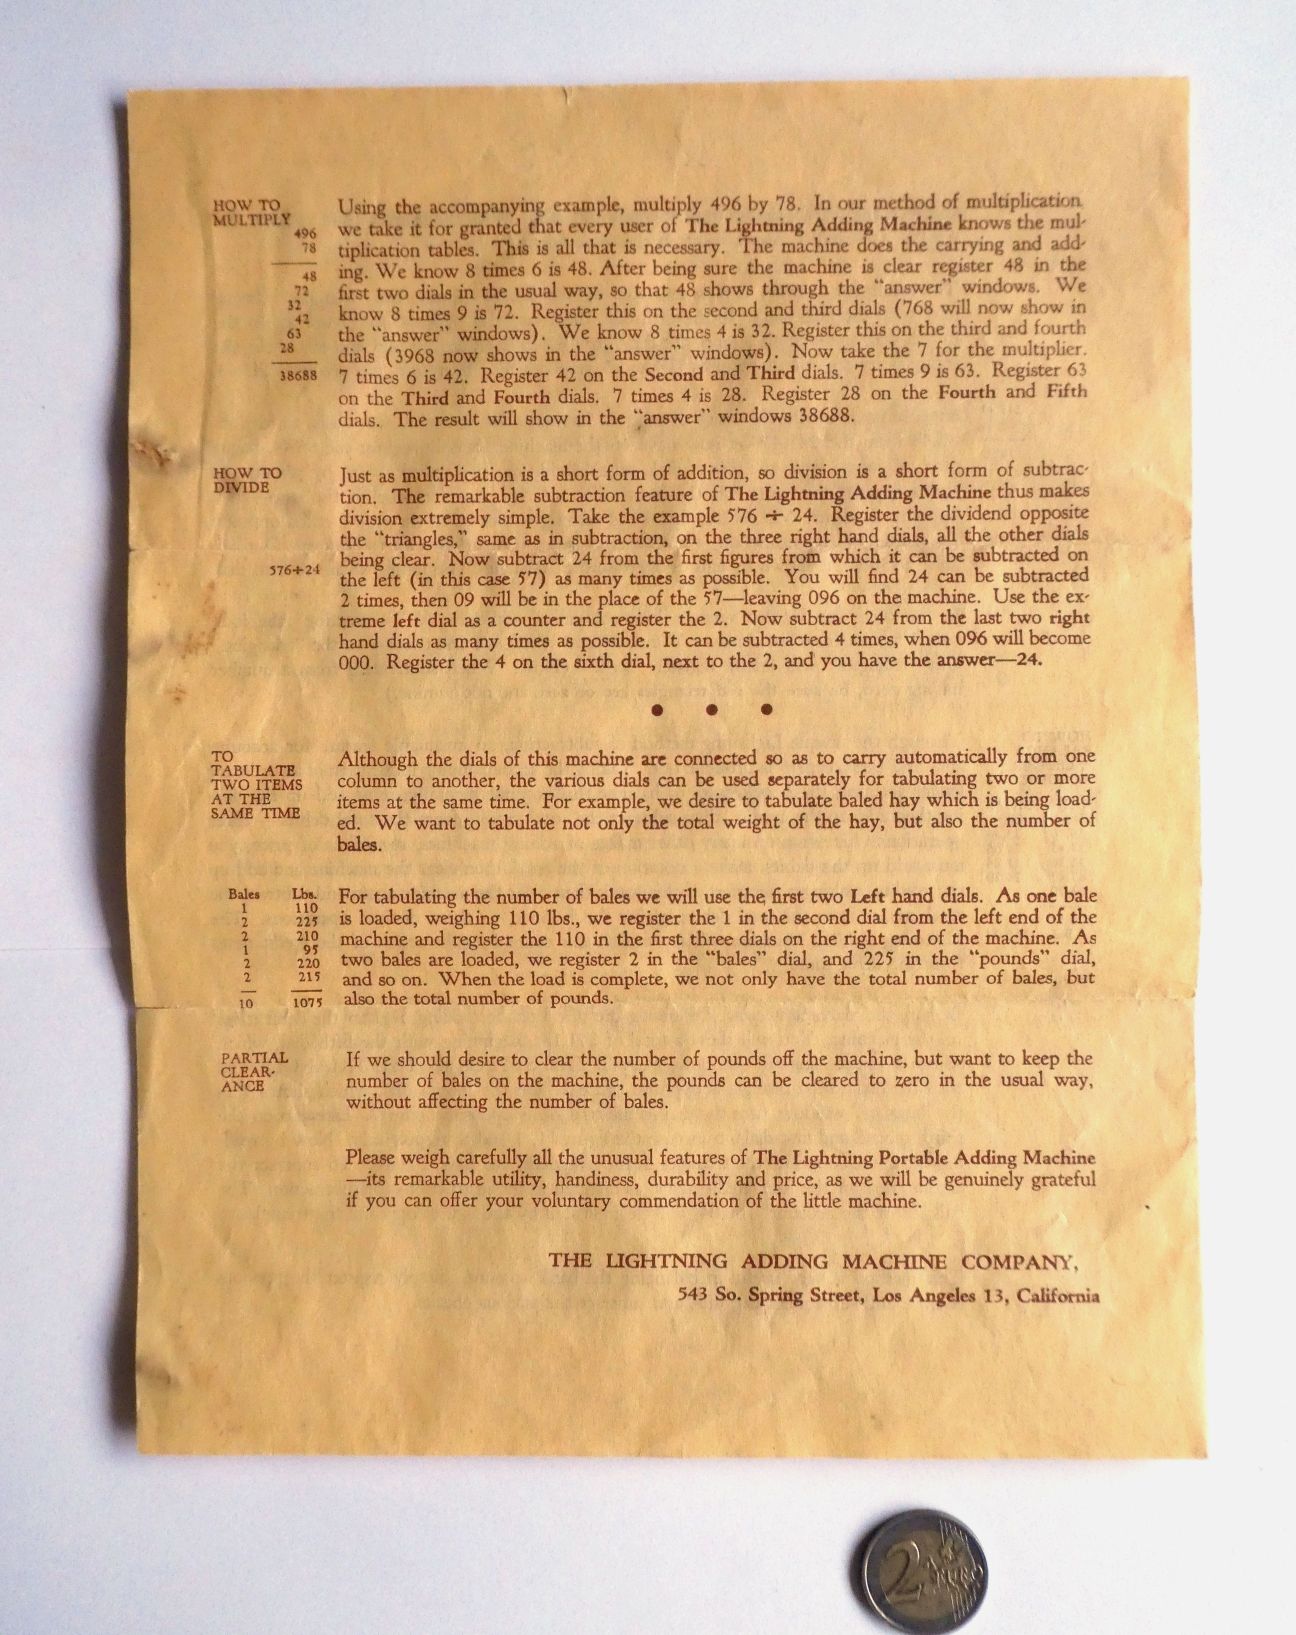 HOW TO
MULTIPLY
496
78
48
72
32
42
63
28
38688
Using the accompanying example, multiply 496 by 78. In our method of multiplication
we take it for granted that every user of The Lightning Adding Machine knows the mul-
tiplication tables. This is all that is necessary. The machine does the carrying and add-
ing. We know 8 times 6 is 48. After being sure the machine is clear register 48 in the
first two dials in the usual way, so that 48 shows through the "answer" windows. We
know 8 times 9 is 72. Register this on the second and third dials (768 will now show in
the "answer" windows). We know 8 times 4 is 32. Register this on the third and fourth
dials (3968 now shows in the "answer" windows). Now take the 7 for the multiplier.
7 times 6 is 42. Register 42 on the Second and Third dials. 7 times 9 is 63. Register 63
on the Third and Fourth dials. 7 times 4 is 28. Register 28 on the Fourth and Fifth
dials. The result will show in the "answer" windows 38688.
HOW TO
DIVIDE
576÷24
Just as multiplication is a short form of addition, so division is a short form of subtrac-
tion. The remarkable subtraction feature of The Lightning Adding Machine thus makes
division extremely simple. Take the example 576 ÷ 24. Register the dividend opposite
the "triangles," same as in subtraction, on the three right hand dials, all the other dials
being clear. Now subtract 24 from the first figures from which it can be subtracted on
the left (in this case 57) as many times as possible. You will find 24 can be subtracted
2 times, then 09 will be in the place of the 57—leaving 096 on the machine. Use the ex-
treme left dial as a counter and register the 2. Now subtract 24 from the last two right
hand dials as many times as possible. It can be subtracted 4 times, when 096 will become
000. Register the 4 on the sixth dial, next to the 2, and you have the answer—24.
● ● ●
TO
TABULATE
TWO ITEMS
AT THE
SAME TIME
Although the dials of this machine are connected so as to carry automatically from one
column to another, the various dials can be used separately for tabulating two or more
items at the same time. For example, we desire to tabulate baled hay which is being load-
ed. We want to tabulate not only the total weight of the hay, but also the number of
bales.
Bales Lbs.
1 110
2 225
2 210
1 95
2 220
2 215
10 1075
For tabulating the number of bales we will use the first two Left hand dials. As one bale
is loaded, weighing 110 lbs., we register the 1 in the second dial from the left end of the
machine and register the 110 in the first three dials on the right end of the machine. As
two bales are loaded, we register 2 in the "bales" dial, and 225 in the "pounds" dial,
and so on. When the load is complete, we not only have the total number of bales, but
also the total number of pounds.
PARTIAL
CLEAR-
ANCE
If we should desire to clear the number of pounds off the machine, but want to keep the
number of bales on the machine, the pounds can be cleared to zero in the usual way,
without affecting the number of bales.
Please weigh carefully all the unusual features of The Lightning Portable Adding Machine
—its remarkable utility, handiness, durability and price, as we will be genuinely grateful
if you can offer your voluntary commendation of the little machine.
THE LIGHTNING ADDING MACHINE COMPANY,
543 So. Spring Street, Los Angeles 13, California
2 EURO